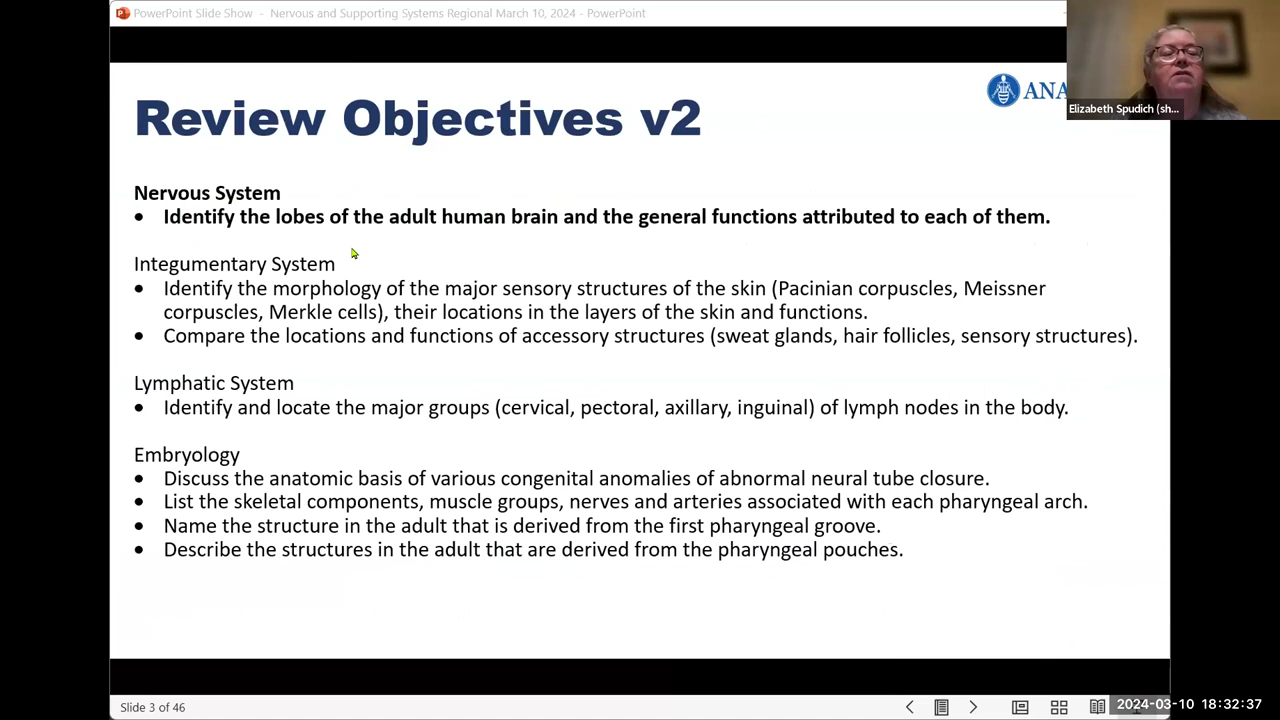 PowerPoint Slide Show - Nervous and Supporting Systems Regional March 10, 2024 - PowerPoint
ANA
Elizabeth Spudich (sh...
Review Objectives v2
Nervous System
• Identify the lobes of the adult human brain and the general functions attributed to each of them.
Integumentary System
• Identify the morphology of the major sensory structures of the skin (Pacinian corpuscles, Meissner
corpuscles, Merkle cells), their locations in the layers of the skin and functions.
• Compare the locations and functions of accessory structures (sweat glands, hair follicles, sensory structures).
Lymphatic System
• Identify and locate the major groups (cervical, pectoral, axillary, inguinal) of lymph nodes in the body.
Embryology
• Discuss the anatomic basis of various congenital anomalies of abnormal neural tube closure.
• List the skeletal components, muscle groups, nerves and arteries associated with each pharyngeal arch.
• Name the structure in the adult that is derived from the first pharyngeal groove.
• Describe the structures in the adult that are derived from the pharyngeal pouches.
Slide 3 of 46
2024-03-10 18:32:37